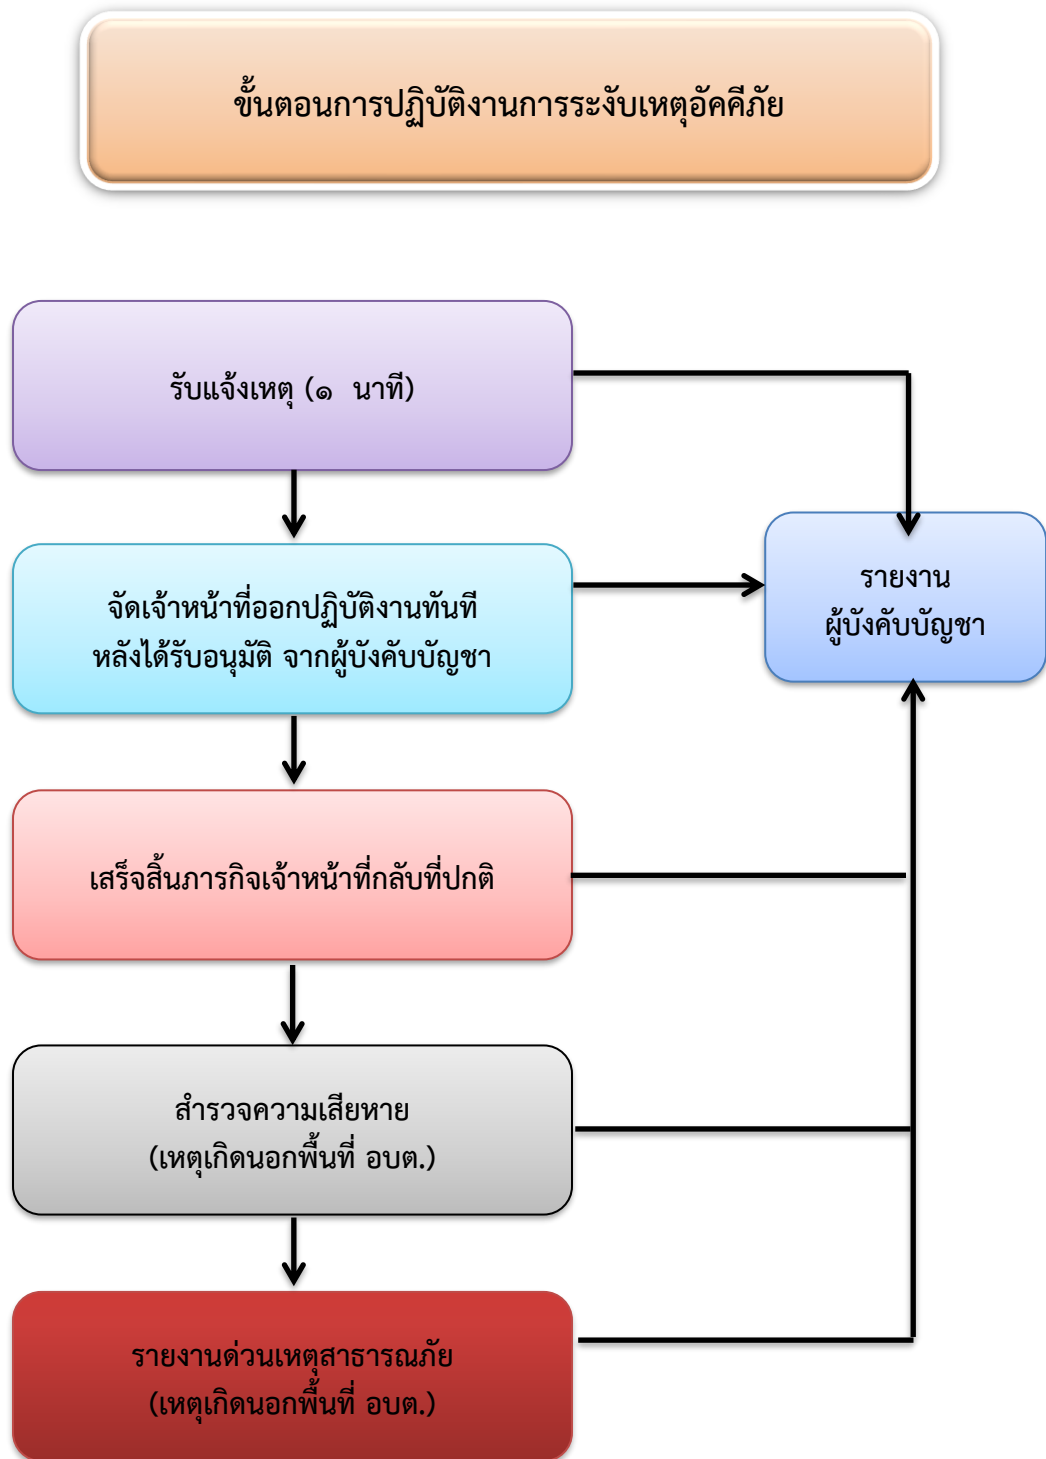 ขั้นตอนการปฏิบัติงานการระงับเหตุอัคคีภัย
รับแจ้งเหตุ (๑ นาที)
จัดเจ้าหน้าที่ออกปฏิบัติงานทันที
หลังได้รับอนุมัติ จากผู้บังคับบัญชา
รายงาน
ผู้บังคับบัญชา
เสร็จสิ้นภารกิจเจ้าหน้าที่กลับที่ปกติ
สำรวจความเสียหาย
(เหตุเกิดนอกพื้นที่ อบต.)
รายงานด่วนเหตุสาธารณภัย
(เหตุเกิดนอกพื้นที่ อบต.)